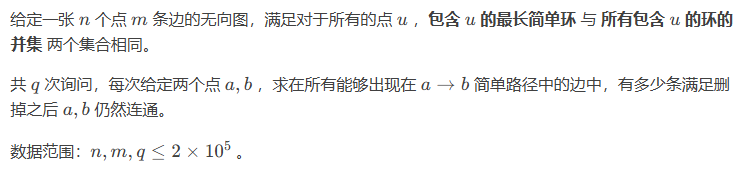 给定一张 n 个点 m 条边的无向图，满足对于所有的点 u ，包含 u 的最长简单环 与 所有包含 u 的环的
并集 两个集合相同。
共 q 次询问，每次给定两个点 a, b ，求在所有能够出现在 a → b 简单路径中的边中，有多少条满足删
掉之后 a, b 仍然连通。
数据范围：n, m, q ≤ 2 × 10⁵ 。